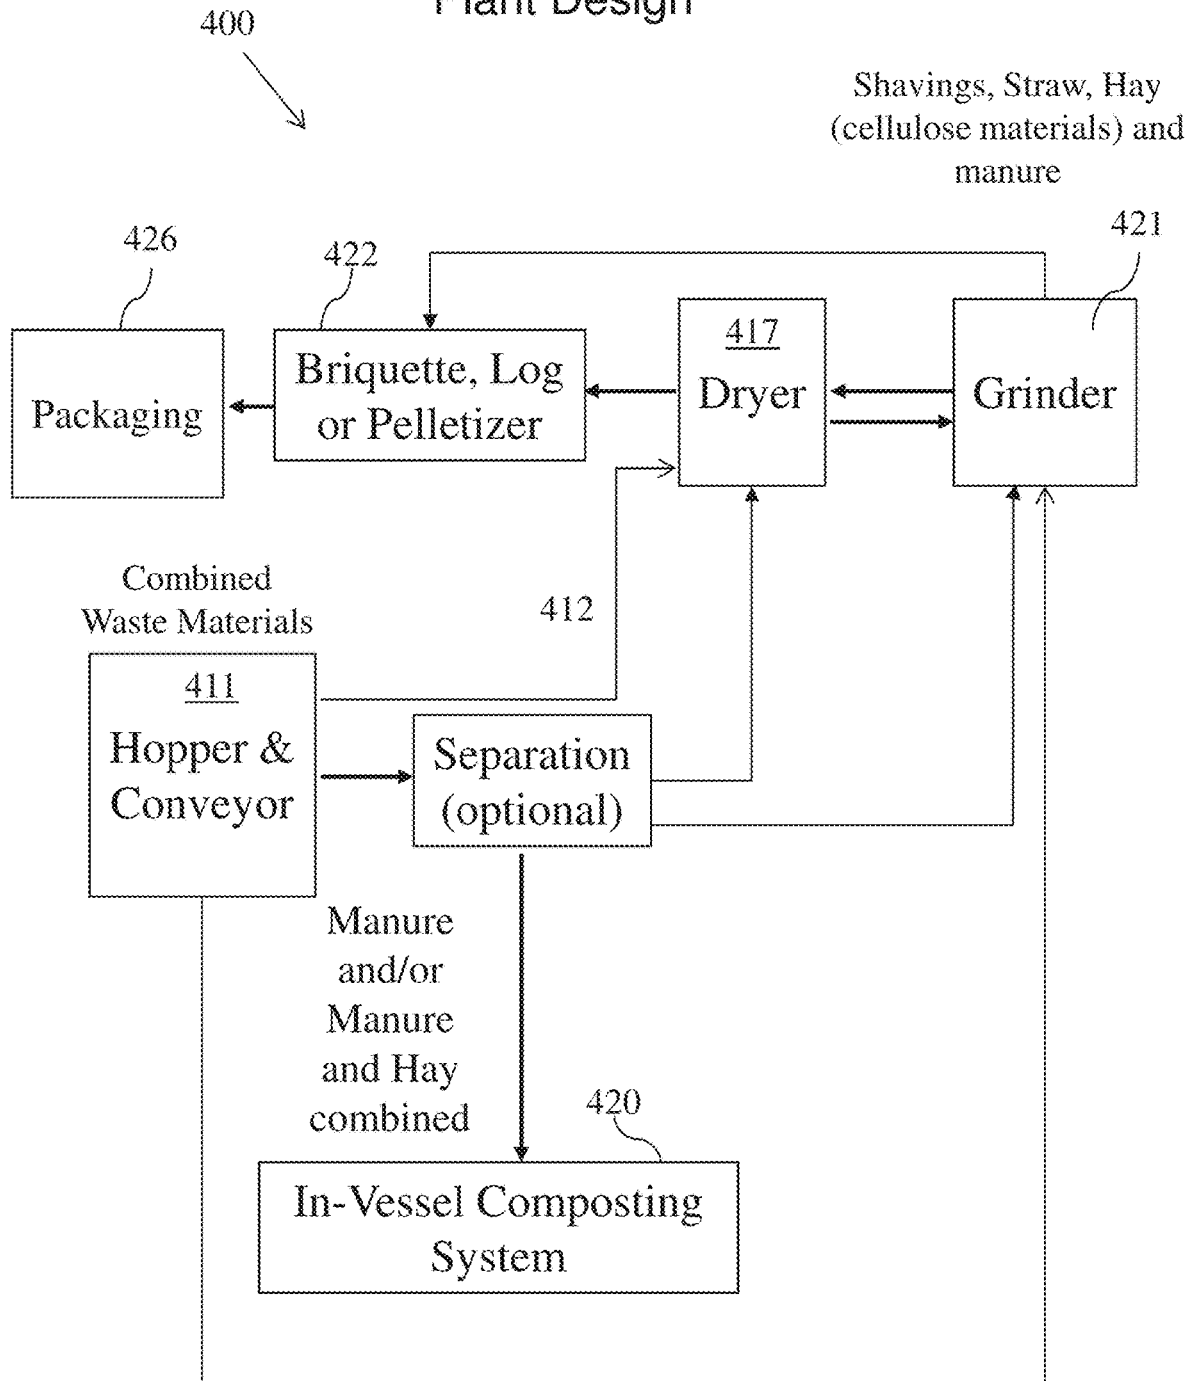 Plant Design
400
Shavings, Straw, Hay
(cellulose materials) and
manure
421
426
422
417
Briquette, Log
or Pelletizer
Dryer
Grinder
Packaging
Combined
Waste Materials
412
411
Hopper &
Conveyor
Separation
(optional)
Manure
and/or
Manure
and Hay
combined
420
In-Vessel Composting
System